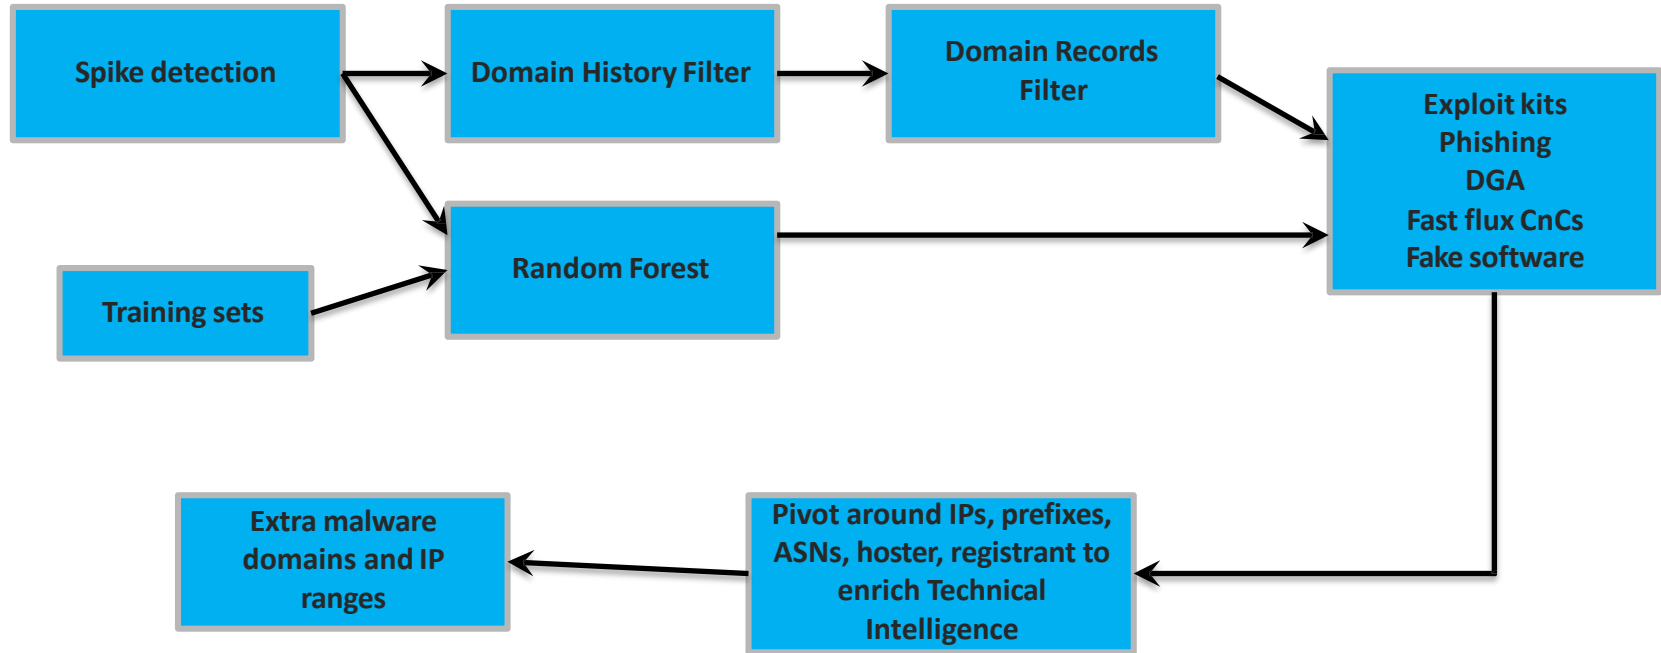 Spike detection
Domain History Filter
Domain Records
Filter
Exploit kits
Phishing
DGA
Fast flux CnCs
Fake software
Random Forest
Training sets
Pivot around IPs, prefixes,
ASNs, hoster, registrant to
enrich Technical
Intelligence
Extra malware
domains and IP
ranges